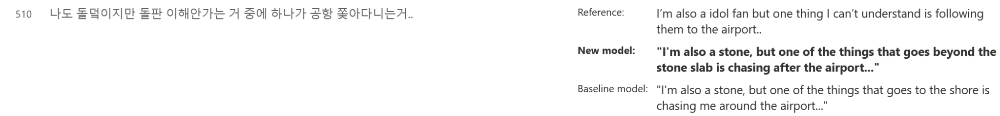 510 나도 돌덬이지만 돌판 이해안가는 거 중에 하나가 공항 쫓아다니는거..
Reference: I’m also a idol fan but one thing I can’t understand is following
them to the airport..
New model: "I'm also a stone, but one of the things that goes beyond the
stone slab is chasing after the airport..."
Baseline model: "I'm also a stone, but one of the things that goes to the shore is
chasing me around the airport..."